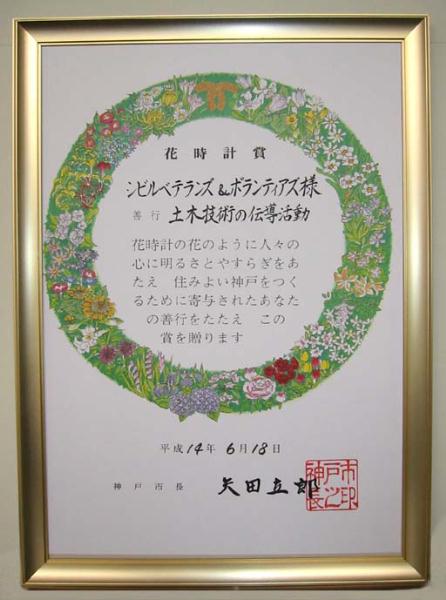 花時計賞
シビルベテランズ&ボランティアズ様
善行 土木技術の伝導活動
花時計の花のように人々の
心に明るさとやすらぎをあ
たえ 住みよい神戸をつく
るために寄与されたあなた
の善行をたたえ この
賞を贈ります
平成14年6月18日
神戸市長 矢田立郎
神戸市長之印